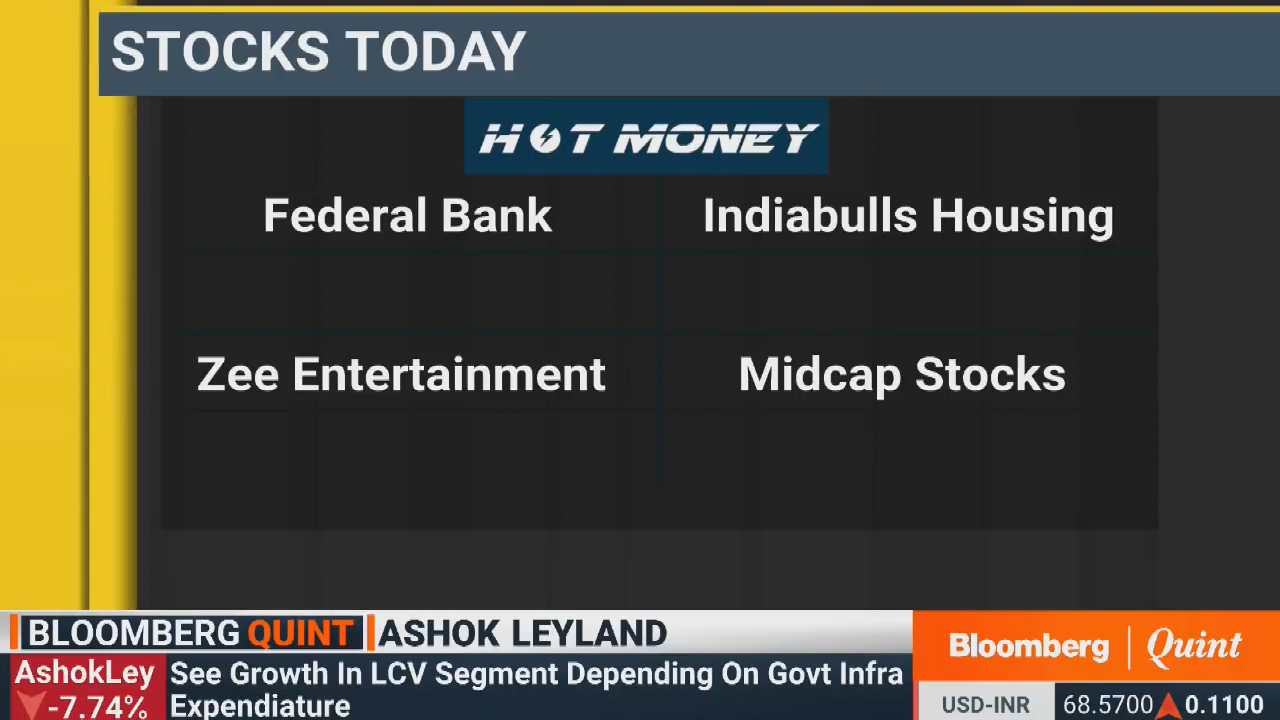 STOCKS TODAY
HOT MONEY
Federal Bank
Indiabulls Housing
Zee Entertainment
Midcap Stocks
BLOOMBERG QUINT
ASHOK LEYLAND
AshokLey
-7.74%
See Growth In LCV Segment Depending On Govt Infra
Expendiature
Bloomberg | Quint
USD-INR 68.5700 0.1100